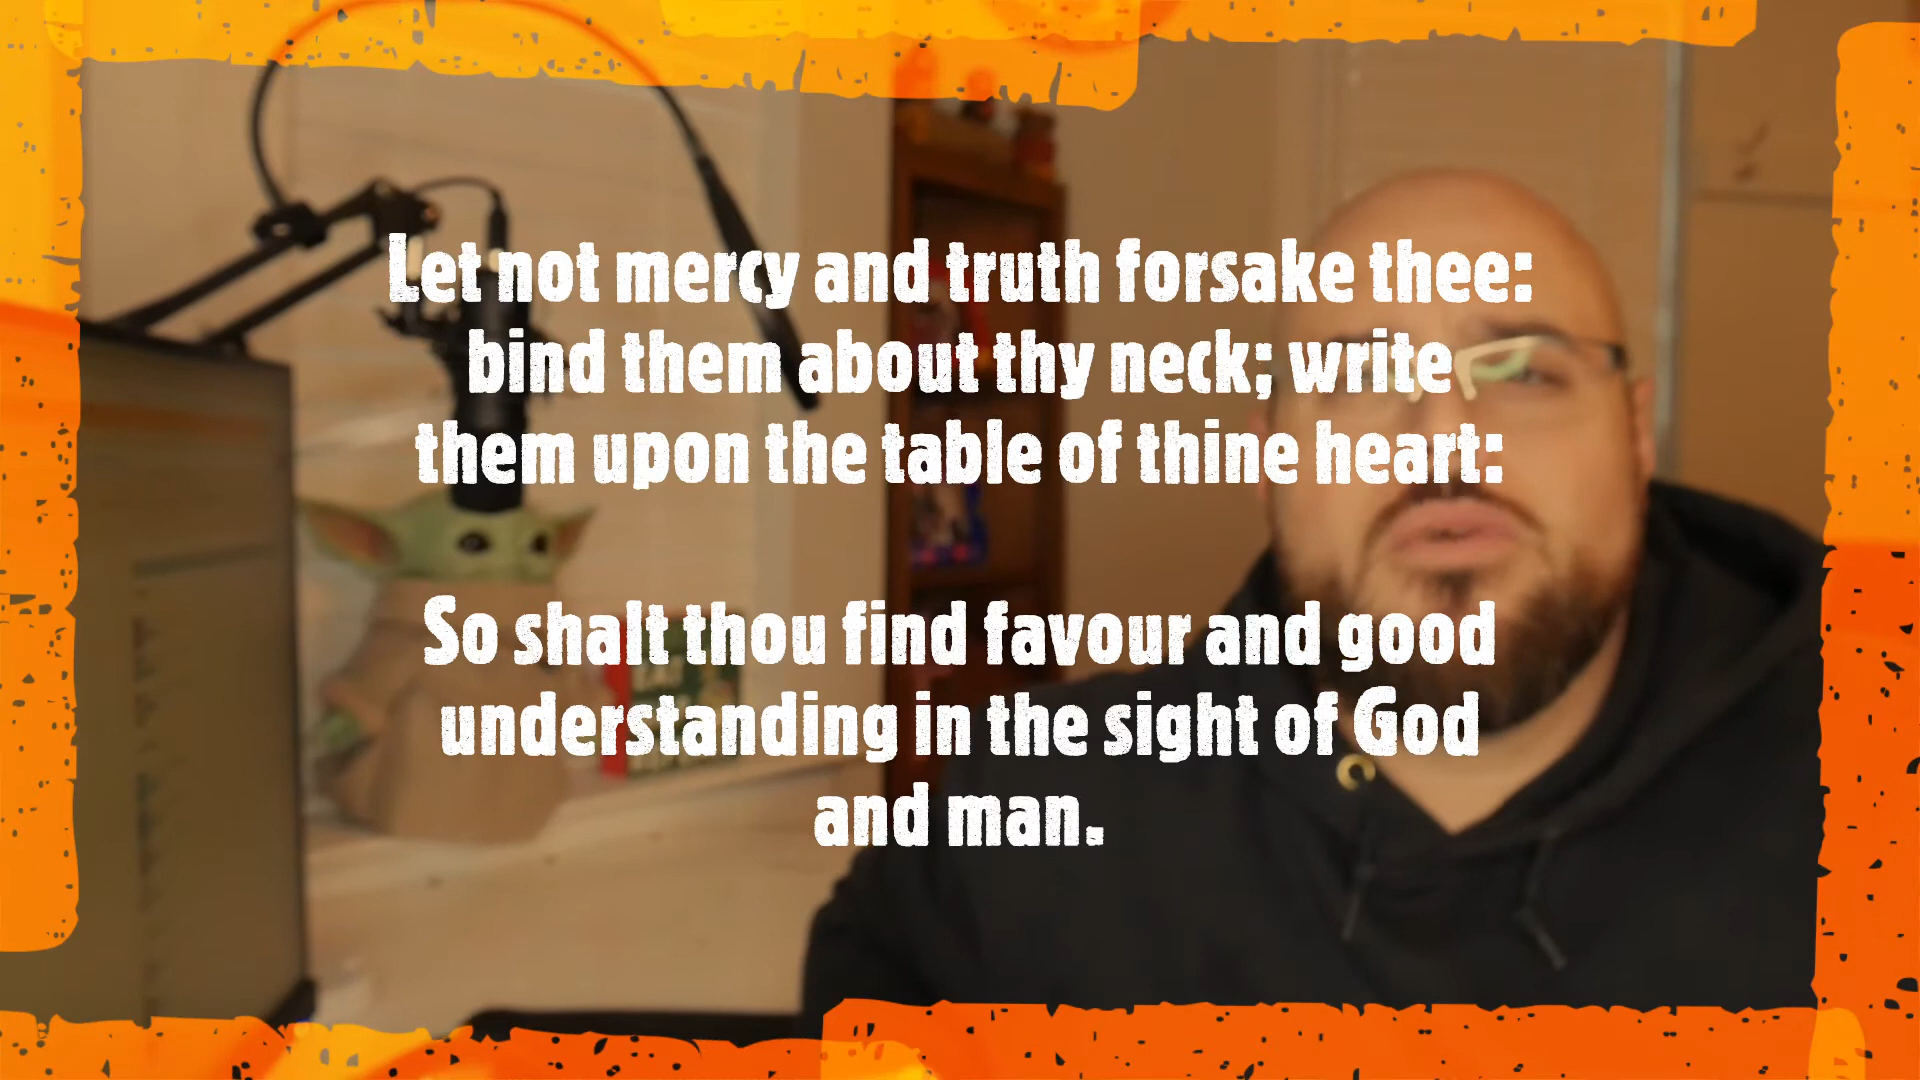 Let not mercy and truth forsake thee:
bind them about thy neck; write
them upon the table of thine heart:
So shalt thou find favour and good
understanding in the sight of God
and man.